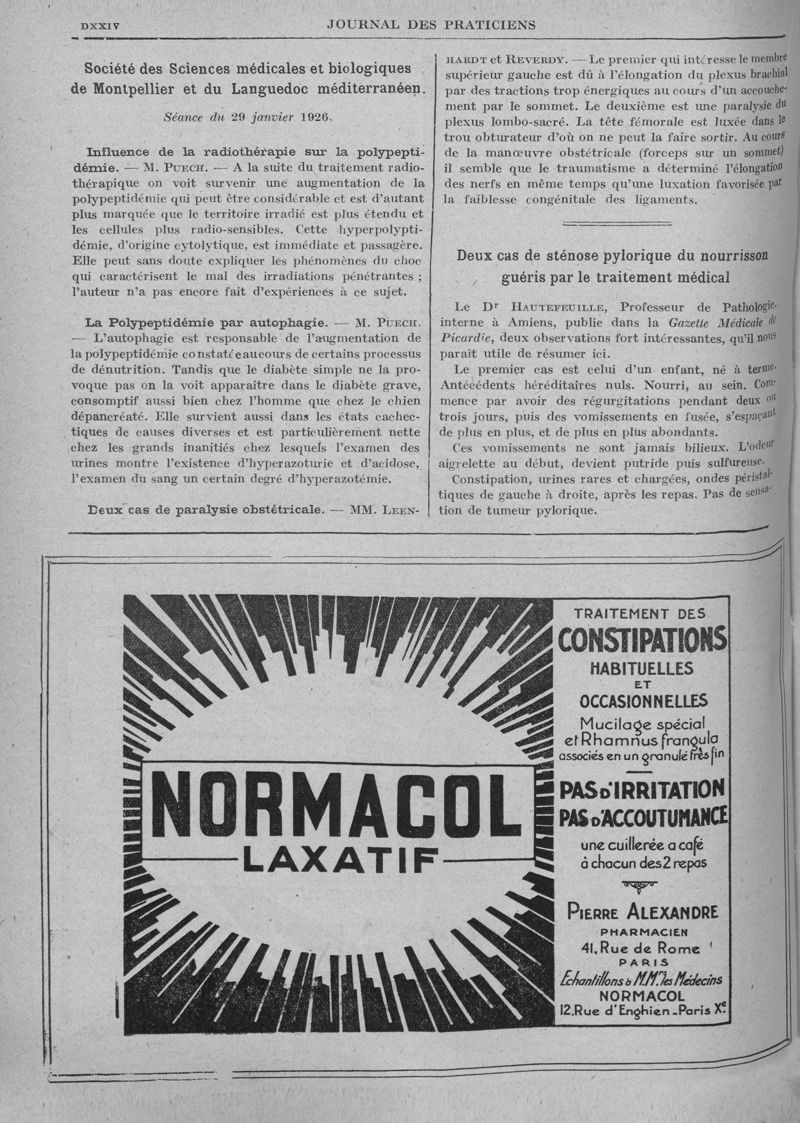 DXXIV
JOURNAL DES PRATICIENS
Société des Sciences médicales et biologiques
de Montpellier et du Languedoc méditerranéen.
Séance du 29 janvier 1926.
Influence de la radiothérapie sur la polypepti-
démie. — M. Puech. — A la suite du traitement radio-
thérapique on voit survenir une augmentation de la
polypeptidémie qui peut être considérable et est d'autant
plus marquée que le territoire irradié est plus étendu et
les cellules plus radio-sensibles. Cette hyperpolypti-
démie, d'origine cytolytique, est immédiate et passagère.
Elle peut sans doute expliquer les phénomènes du choc
qui caractérisent le mal des irradiations pénétrantes ;
l'auteur n'a pas encore fait d'expériences à ce sujet.
La Polypeptidémie par autophagie. — M. Puech.
— L'autophagie est responsable de l'augmentation de
la polypeptidémie constatée au cours de certains processus
de dénutrition. Tandis que le diabète simple ne la pro-
voque pas on la voit apparaître dans le diabète grave,
consomptif aussi bien chez l'homme que chez le chien
dépancréaté. Elle survient aussi dans les états cachec-
tiques de causes diverses et est particulièrement nette
chez les grands inanitiés chez lesquels l'examen des
urines montre l'existence d'hyperazoturie et d'acidose,
l'examen du sang un certain degré d'hyperazotémie.
Deux cas de paralysie obstétricale. — MM. Leen-
hardt et Reverdy. — Le premier qui intéresse le membre
supérieur gauche est dû à l'élongation du plexus brachial
par des tractions trop énergiques au cours d'un accouche-
ment par le sommet. Le deuxième est une paralysie du
plexus lombo-sacré. La tête fémorale est luxée dans le
trou obturateur d'où on ne peut la faire sortir. Au cours
de la manœuvre obstétricale (forceps sur un sommet)
il semble que le traumatisme a déterminé l'élongation
des nerfs en même temps qu'une luxation favorisée par
la faiblesse congénitale des ligaments.
Deux cas de sténose pylorique du nourrisson
guéris par le traitement médical
Le Dr Hautefeuille, Professeur de Pathologie
interne à Amiens, publie dans la Gazette Médicale de
Picardie, deux observations fort intéressantes, qu'il nous
parait utile de résumer ici.
Le premier cas est celui d'un enfant, né à terme.
Antécédents héréditaires nuls. Nourri, au sein. Com-
mence par avoir des régurgitations pendant deux ou
trois jours, puis des vomissements en fusée, s'espaçant
de plus en plus, et de plus en plus abondants.
Ces vomissements ne sont jamais bilieux. L'odeur
aigrelette au début, devient putride puis sulfureuse.
Constipation, urines rares et chargées, ondes péristal-
tiques de gauche à droite, après les repas. Pas de sensa-
tion de tumeur pylorique.
NORMACOL
LAXATIF
TRAITEMENT DES
CONSTIPATIONS
HABITUELLES
ET
OCCASIONNELLES
Mucilage spécial
et Rhamnus frangula
associés en un granulé très fin
PAS D'IRRITATION
PAS D'ACCOUTUMANCE
une cuillerée a café
à chacun des 2 repas
PIERRE ALEXANDRE
PHARMACIEN
41, Rue de Rome
PARIS
Échantillons à M.M. les Médecins
NORMACOL
12, Rue d'Enghien - Paris Xe.